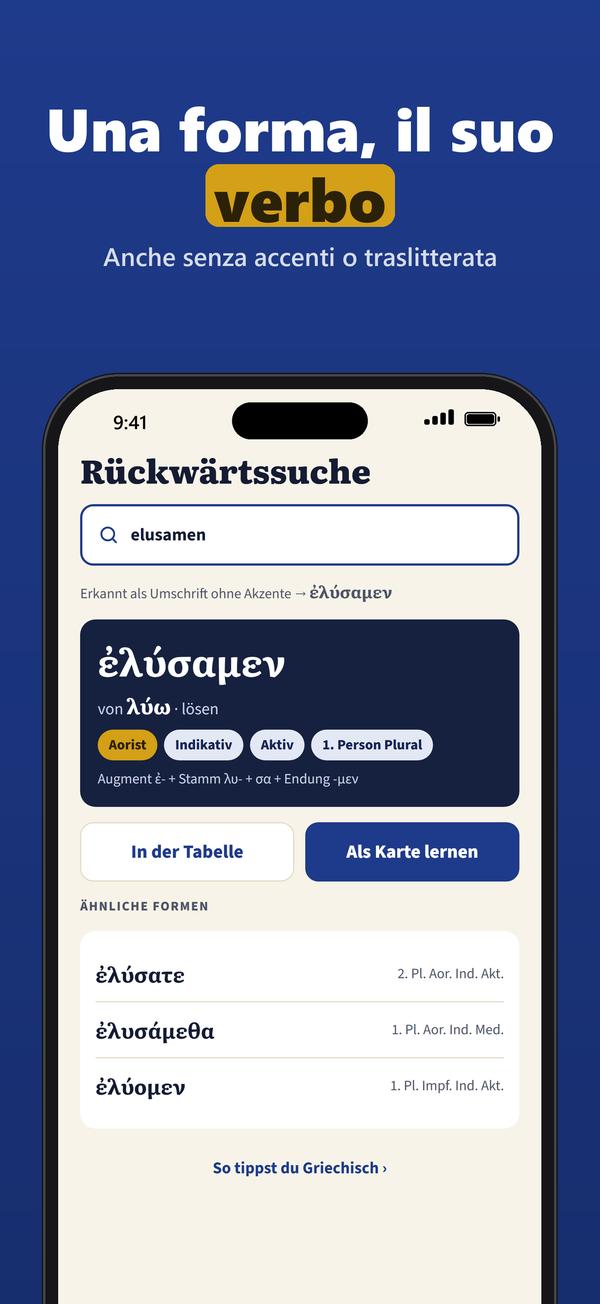 Una forma, il suo
verbo
Anche senza accenti o traslitterata
9:41
Rückwärtssuche
elusamen
Erkannt als Umschrift ohne Akzente → ἐλύσαμεν
ἐλύσαμεν
von λύω · lösen
Aorist Indikativ Aktiv 1. Person Plural
Augment ἐ- + Stamm λυ- + σα + Endung -μεν
In der Tabelle Als Karte lernen
ÄHNLICHE FORMEN
ἐλύσατε 2. Pl. Aor. Ind. Akt.
ἐλυσάμεθα 1. Pl. Aor. Ind. Med.
ἐλύομεν 1. Pl. Impf. Ind. Akt.
So tippst du Griechisch ›